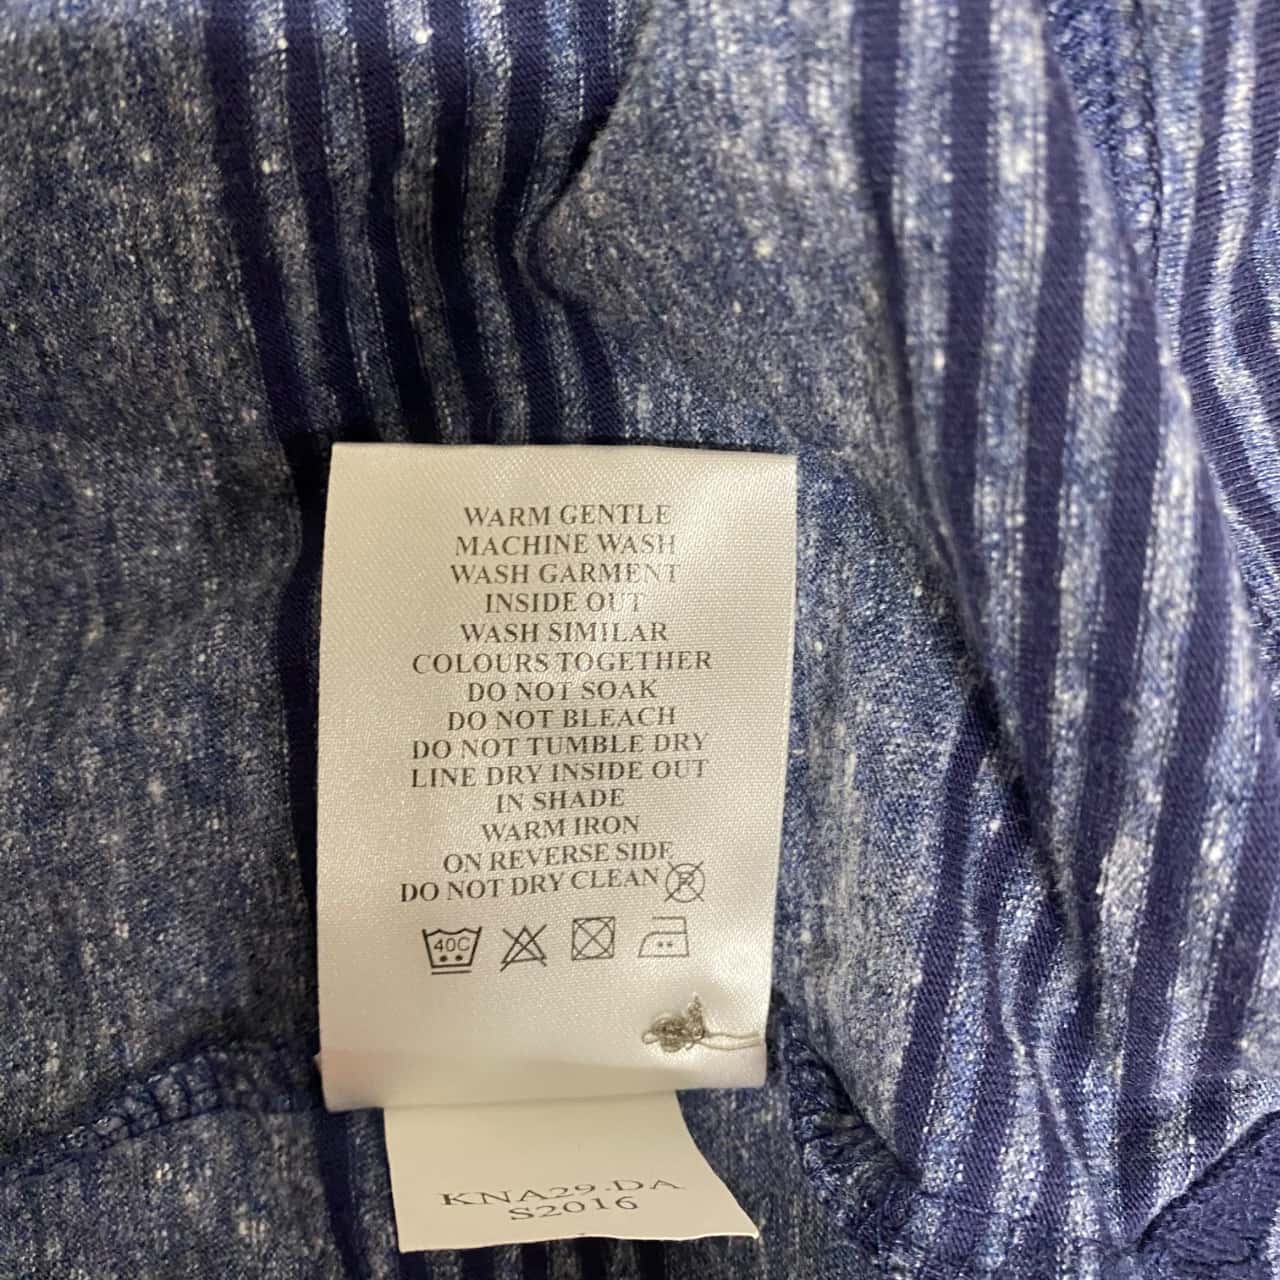 WARM GENTLE
MACHINE WASH
WASH GARMENT
INSIDE OUT
WASH SIMILAR
COLOURS TOGETHER
DO NOT SOAK
DO NOT BLEACH
DO NOT TUMBLE DRY
LINE DRY INSIDE OUT
IN SHADE
WARM IRON
ON REVERSE SIDE
DO NOT DRY CLEAN P
40C
KNA29.DA
S2016